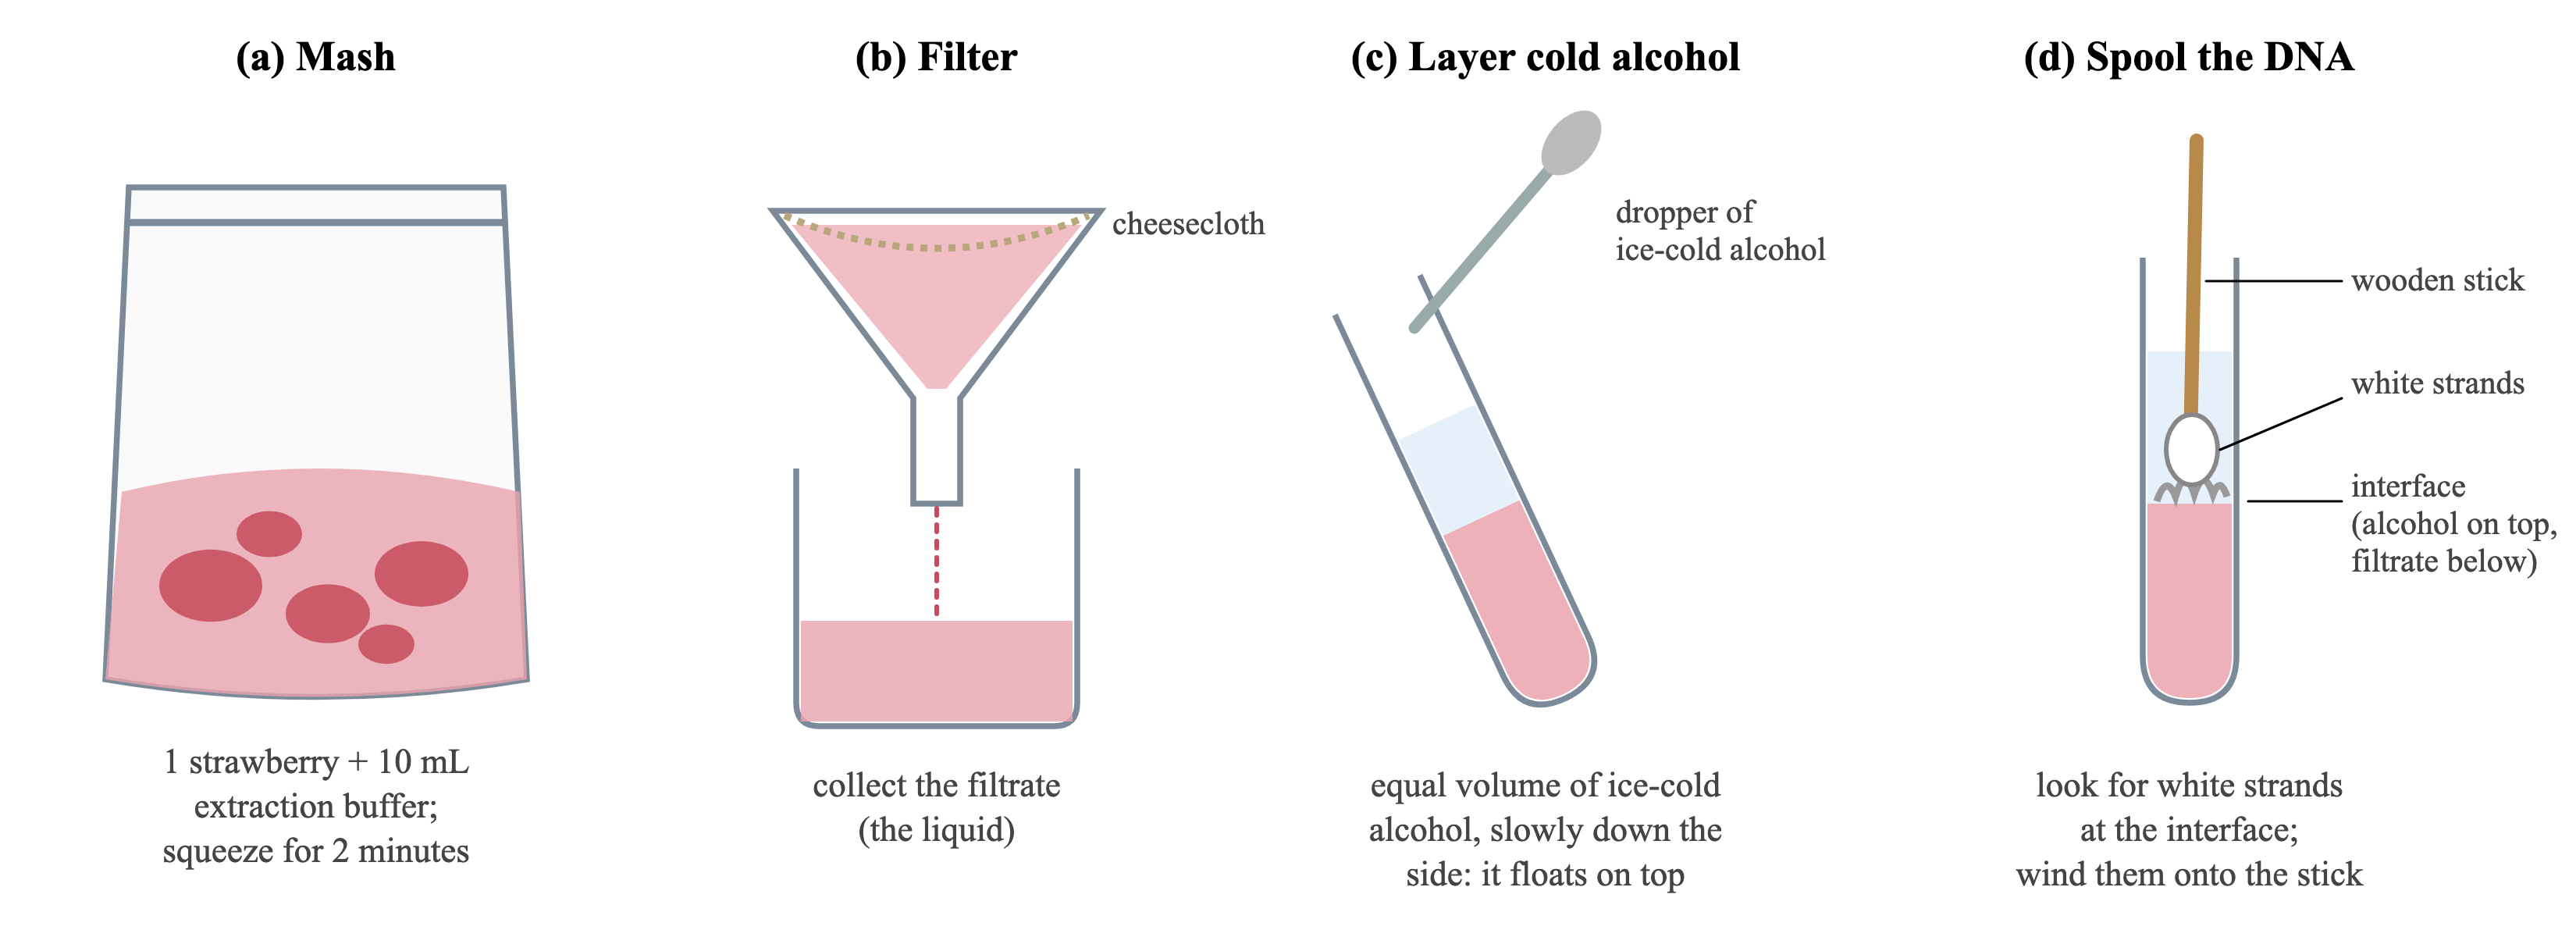 (a) Mash
1 strawberry + 10 mL
extraction buffer;
squeeze for 2 minutes
(b) Filter
cheesecloth
collect the filtrate
(the liquid)
(c) Layer cold alcohol
dropper of
ice-cold alcohol
equal volume of ice-cold
alcohol, slowly down the
side: it floats on top
(d) Spool the DNA
wooden stick
white strands
interface
(alcohol on top,
filtrate below)
look for white strands
at the interface;
wind them onto the stick